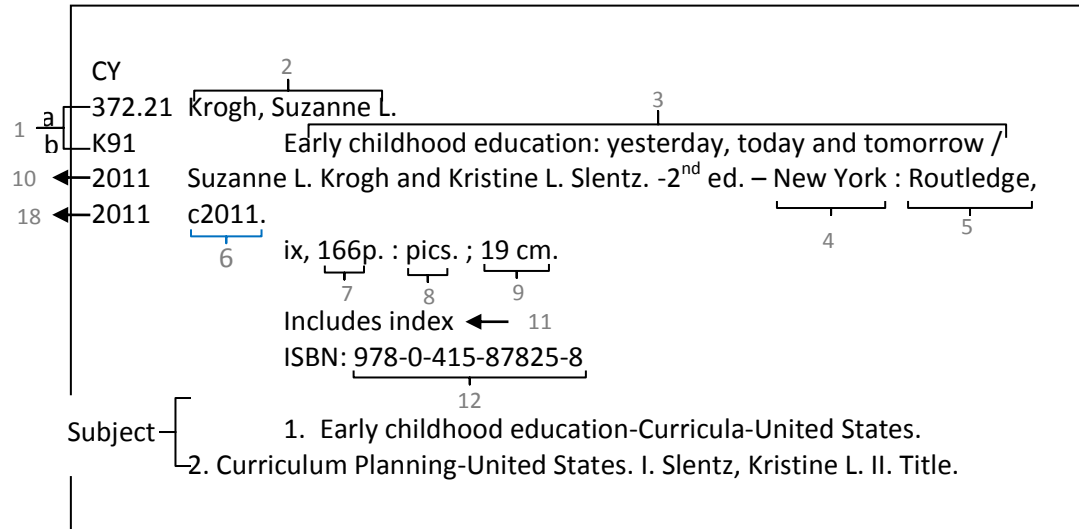 CY
2
a 372.21 Krogh, Suzanne L.
3
1
b K91 Early childhood education: yesterday, today and tomorrow /
10 2011 Suzanne L. Krogh and Kristine L. Slentz. -2nd ed. – New York : Routledge,
18 2011 c2011.
6 4 5
ix, 166p. : pics. ; 19 cm.
7 8 9
Includes index 11
ISBN: 978-0-415-87825-8
12
Subject 1. Early childhood education-Curricula-United States.
2. Curriculum Planning-United States. I. Slentz, Kristine L. II. Title.